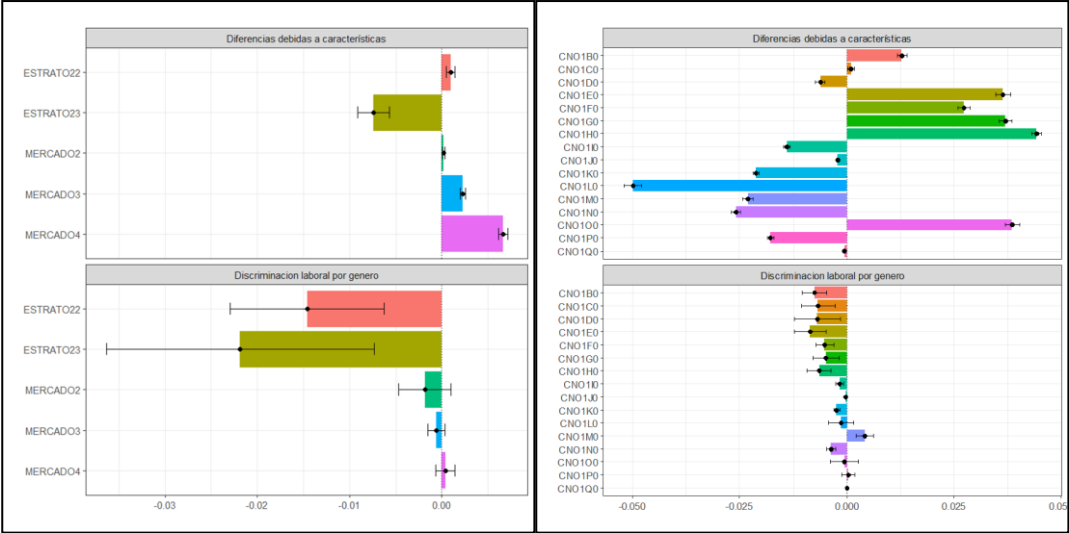 Diferencias debidas a características
ESTRATO22
ESTRATO23
MERCADO2
MERCADO3
MERCADO4
Discriminacion laboral por genero
ESTRATO22
ESTRATO23
MERCADO2
MERCADO3
MERCADO4
-0.03
-0.02
-0.01
0.00
Diferencias debidas a características
CNO1B0
CNO1C0
CNO1D0
CNO1E0
CNO1F0
CNO1G0
CNO1H0
CNO1I0
CNO1J0
CNO1K0
CNO1L0
CNO1M0
CNO1N0
CNO1O0
CNO1P0
CNO1Q0
Discriminacion laboral por genero
CNO1B0
CNO1C0
CNO1D0
CNO1E0
CNO1F0
CNO1G0
CNO1H0
CNO1I0
CNO1J0
CNO1K0
CNO1L0
CNO1M0
CNO1N0
CNO1O0
CNO1P0
CNO1Q0
-0.050
-0.025
0.000
0.025
0.05